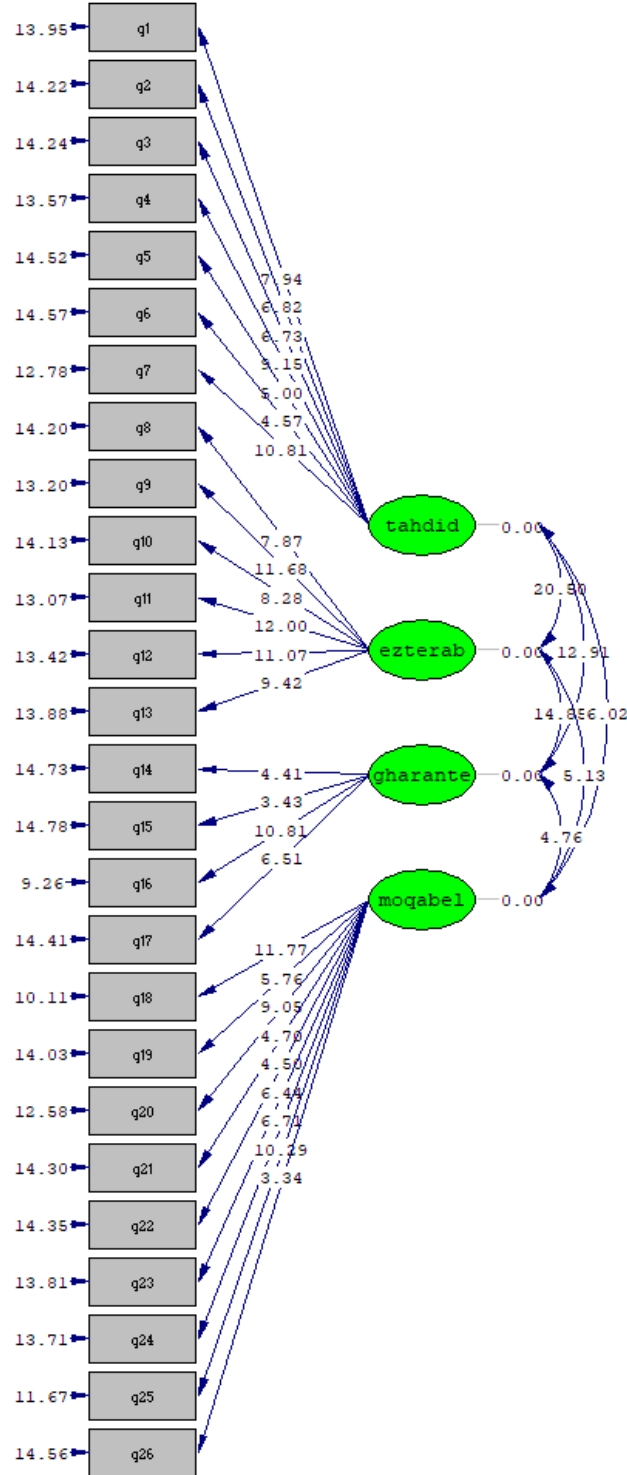 13.95 q1
14.22 q2
14.24 q3
13.57 q4
14.52 q5
14.57 q6
12.78 q7
14.20 q8
13.20 q9
14.13 q10
13.07 q11
13.42 q12
13.88 q13
14.73 q14
14.78 q15
9.26 q16
14.41 q17
10.11 q18
14.03 q19
12.58 q20
14.30 q21
14.35 q22
13.81 q23
13.71 q24
11.67 q25
14.56 q26
7.94
6.82
6.73
9.15
5.00
4.57
10.81
7.87
11.68
8.28
12.00
11.07
9.42
4.41
3.43
10.81
6.51
11.77
5.76
9.05
4.70
4.50
6.44
6.71
10.29
3.34
tahdid 0.00
ezterab 0.00
gharante 0.00
moqabel 0.00
20.50
12.91
14.85
6.02
5.13
4.76